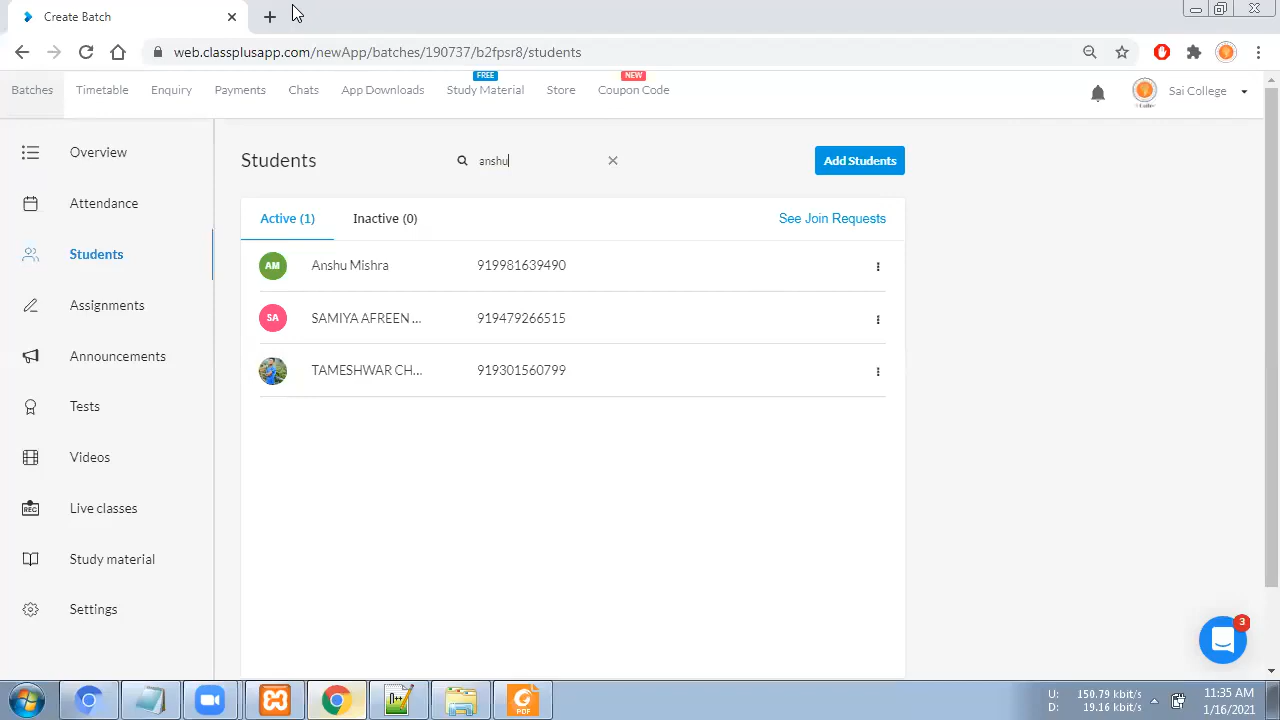 Create Batch
web.classplusapp.com/newApp/batches/190737/b2fpsr8/students
FREE
NEW
Batches Timetable Enquiry Payments Chats App Downloads Study Material Store Coupon Code Sai College
Overview
Students anshu Add Students
Attendance
Active (1) Inactive (0) See Join Requests
Students
AM Anshu Mishra 919981639490
Assignments
SA SAMIYA AFREEN ... 919479266515
Announcements
TAMESHWAR CH... 919301560799
Tests
Videos
REC Live classes
Study material
Settings
3
U: 150.79 kbit/s
D: 19.16 kbit/s
11:35 AM
1/16/2021
PDF